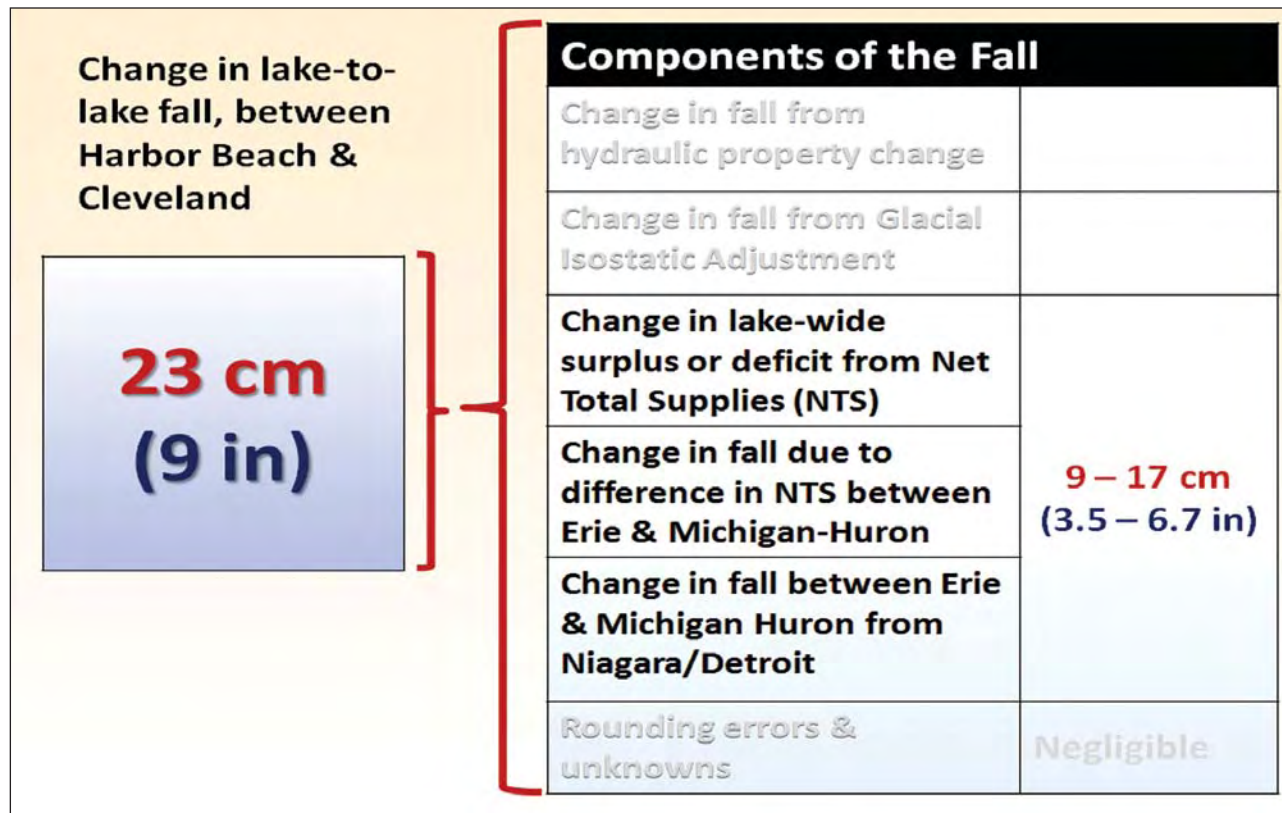 Change in lake-to-
lake fall, between
Harbor Beach &
Cleveland
23 cm
(9 in)
Components of the Fall
Change in fall from
hydraulic property change
Change in fall from Glacial
Isostatic Adjustment
Change in lake-wide
surplus or deficit from Net
Total Supplies (NTS)
Change in fall due to
difference in NTS between
Erie & Michigan-Huron
Change in fall between Erie
& Michigan Huron from
Niagara/Detroit
9 – 17 cm
(3.5 – 6.7 in)
Rounding errors &
unknowns
Negligible